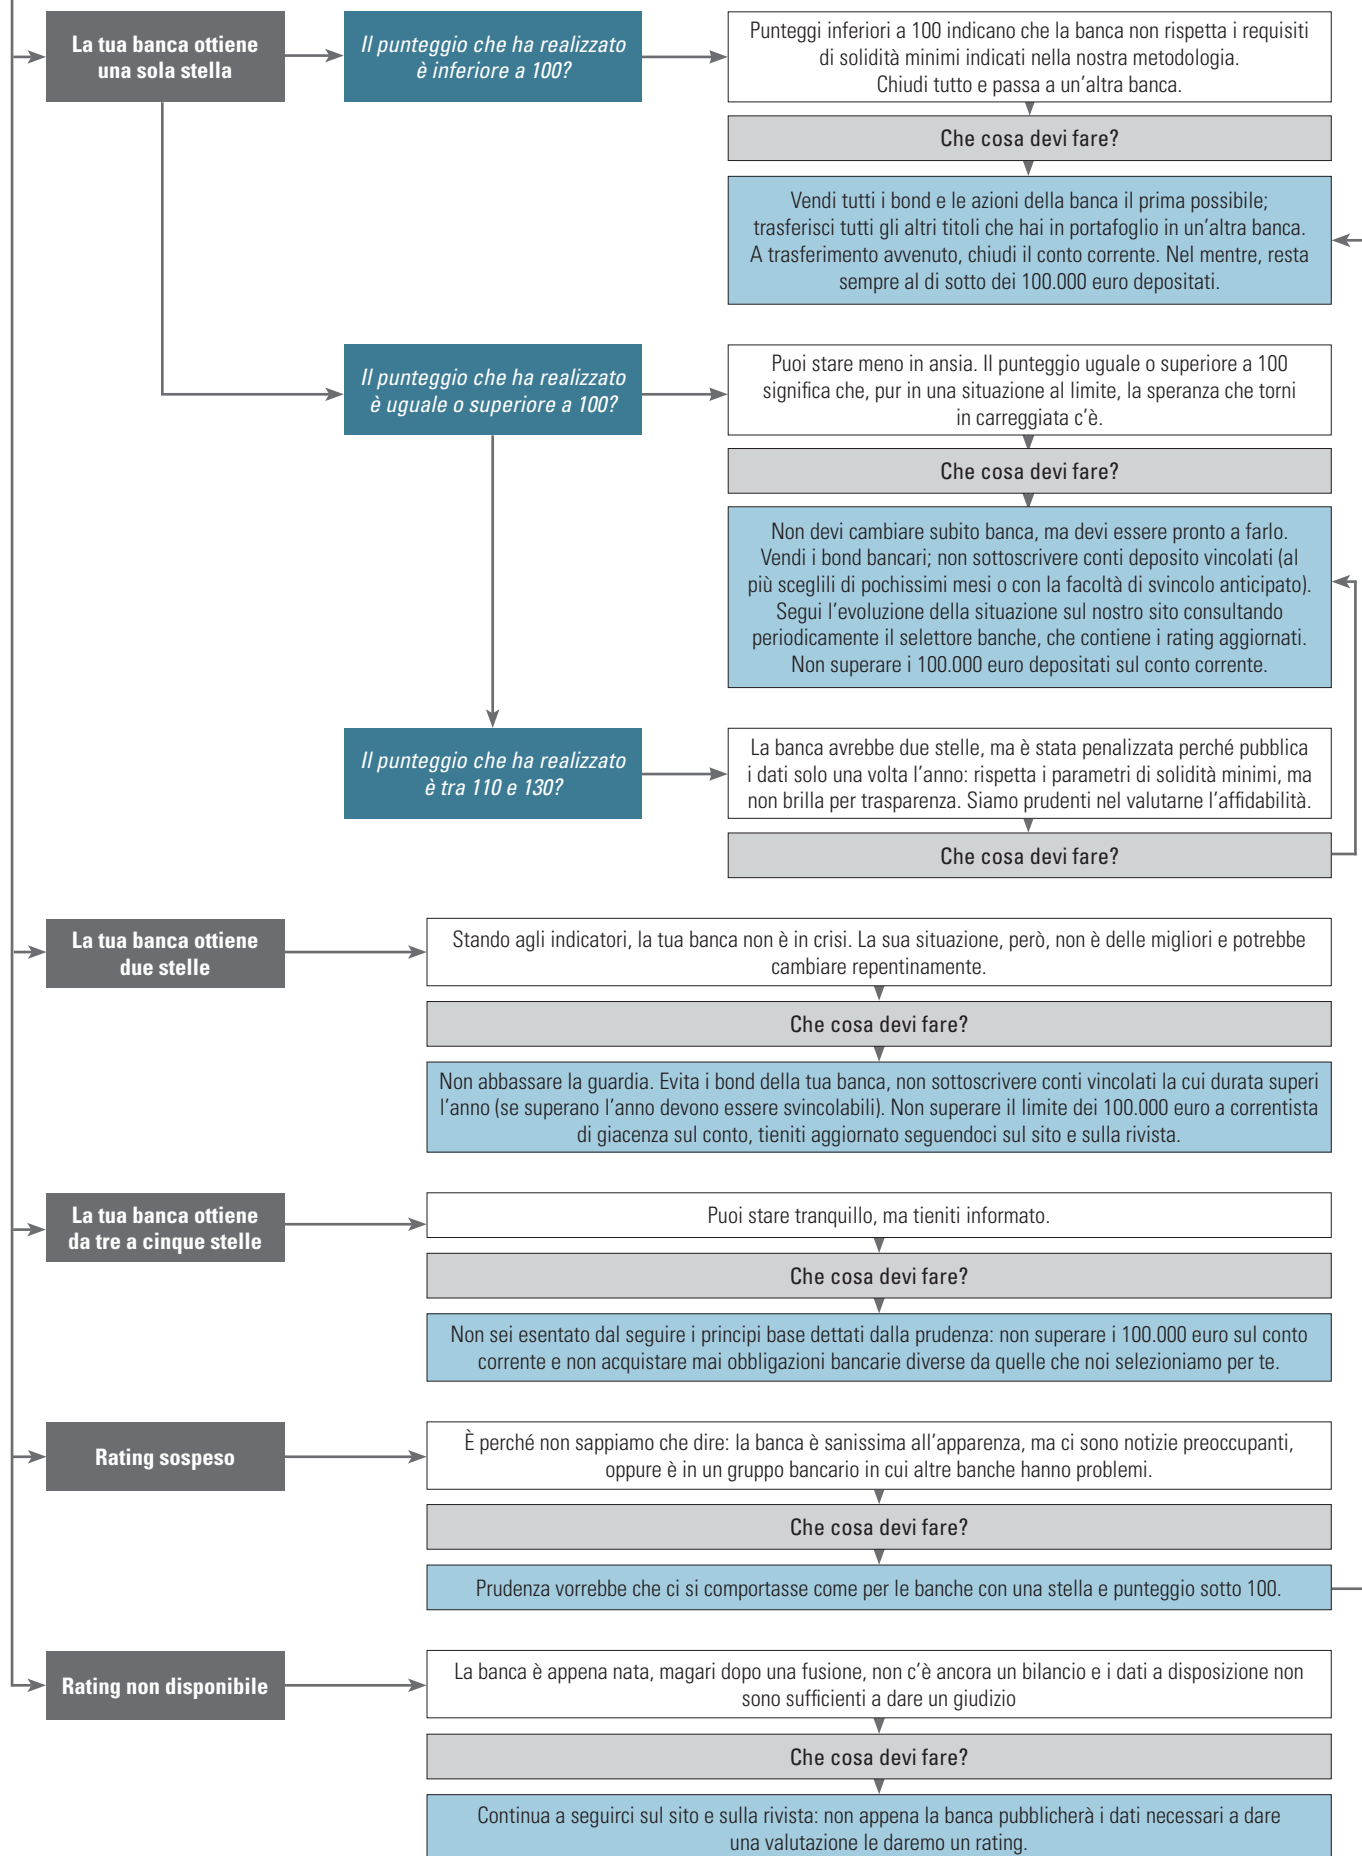 La tua banca ottiene
una sola stella
Il punteggio che ha realizzato
è inferiore a 100?
Punteggi inferiori a 100 indicano che la banca non rispetta i requisiti
di solidità minimi indicati nella nostra metodologia.
Chiudi tutto e passa a un'altra banca.
Che cosa devi fare?
Vendi tutti i bond e le azioni della banca il prima possibile;
trasferisci tutti gli altri titoli che hai in portafoglio in un'altra banca.
A trasferimento avvenuto, chiudi il conto corrente. Nel mentre, resta
sempre al di sotto dei 100.000 euro depositati.
Il punteggio che ha realizzato
è uguale o superiore a 100?
Puoi stare meno in ansia. Il punteggio uguale o superiore a 100
significa che, pur in una situazione al limite, la speranza che torni
in carreggiata c'è.
Che cosa devi fare?
Non devi cambiare subito banca, ma devi essere pronto a farlo.
Vendi i bond bancari; non sottoscrivere conti deposito vincolati (al
più sceglili di pochissimi mesi o con la facoltà di svincolo anticipato).
Segui l'evoluzione della situazione sul nostro sito consultando
periodicamente il selettore banche, che contiene i rating aggiornati.
Non superare i 100.000 euro depositati sul conto corrente.
Il punteggio che ha realizzato
è tra 110 e 130?
La banca avrebbe due stelle, ma è stata penalizzata perché pubblica
i dati solo una volta l'anno: rispetta i parametri di solidità minimi, ma
non brilla per trasparenza. Siamo prudenti nel valutarne l'affidabilità.
Che cosa devi fare?
La tua banca ottiene
due stelle
Stando agli indicatori, la tua banca non è in crisi. La sua situazione, però, non è delle migliori e potrebbe
cambiare repentinamente.
Che cosa devi fare?
Non abbassare la guardia. Evita i bond della tua banca, non sottoscrivere conti vincolati la cui durata superi
l'anno (se superano l'anno devono essere svincolabili). Non superare il limite dei 100.000 euro a correntista
di giacenza sul conto, tieniti aggiornato seguendoci sul sito e sulla rivista.
La tua banca ottiene
da tre a cinque stelle
Puoi stare tranquillo, ma tieniti informato.
Che cosa devi fare?
Non sei esentato dal seguire i principi base dettati dalla prudenza: non superare i 100.000 euro sul conto
corrente e non acquistare mai obbligazioni bancarie diverse da quelle che noi selezioniamo per te.
Rating sospeso
È perché non sappiamo che dire: la banca è sanissima all'apparenza, ma ci sono notizie preoccupanti,
oppure è in un gruppo bancario in cui altre banche hanno problemi.
Che cosa devi fare?
Prudenza vorrebbe che ci si comportasse come per le banche con una stella e punteggio sotto 100.
Rating non disponibile
La banca è appena nata, magari dopo una fusione, non c'è ancora un bilancio e i dati a disposizione non
sono sufficienti a dare un giudizio
Che cosa devi fare?
Continua a seguirci sul sito e sulla rivista: non appena la banca pubblicherà i dati necessari a dare
una valutazione le daremo un rating.